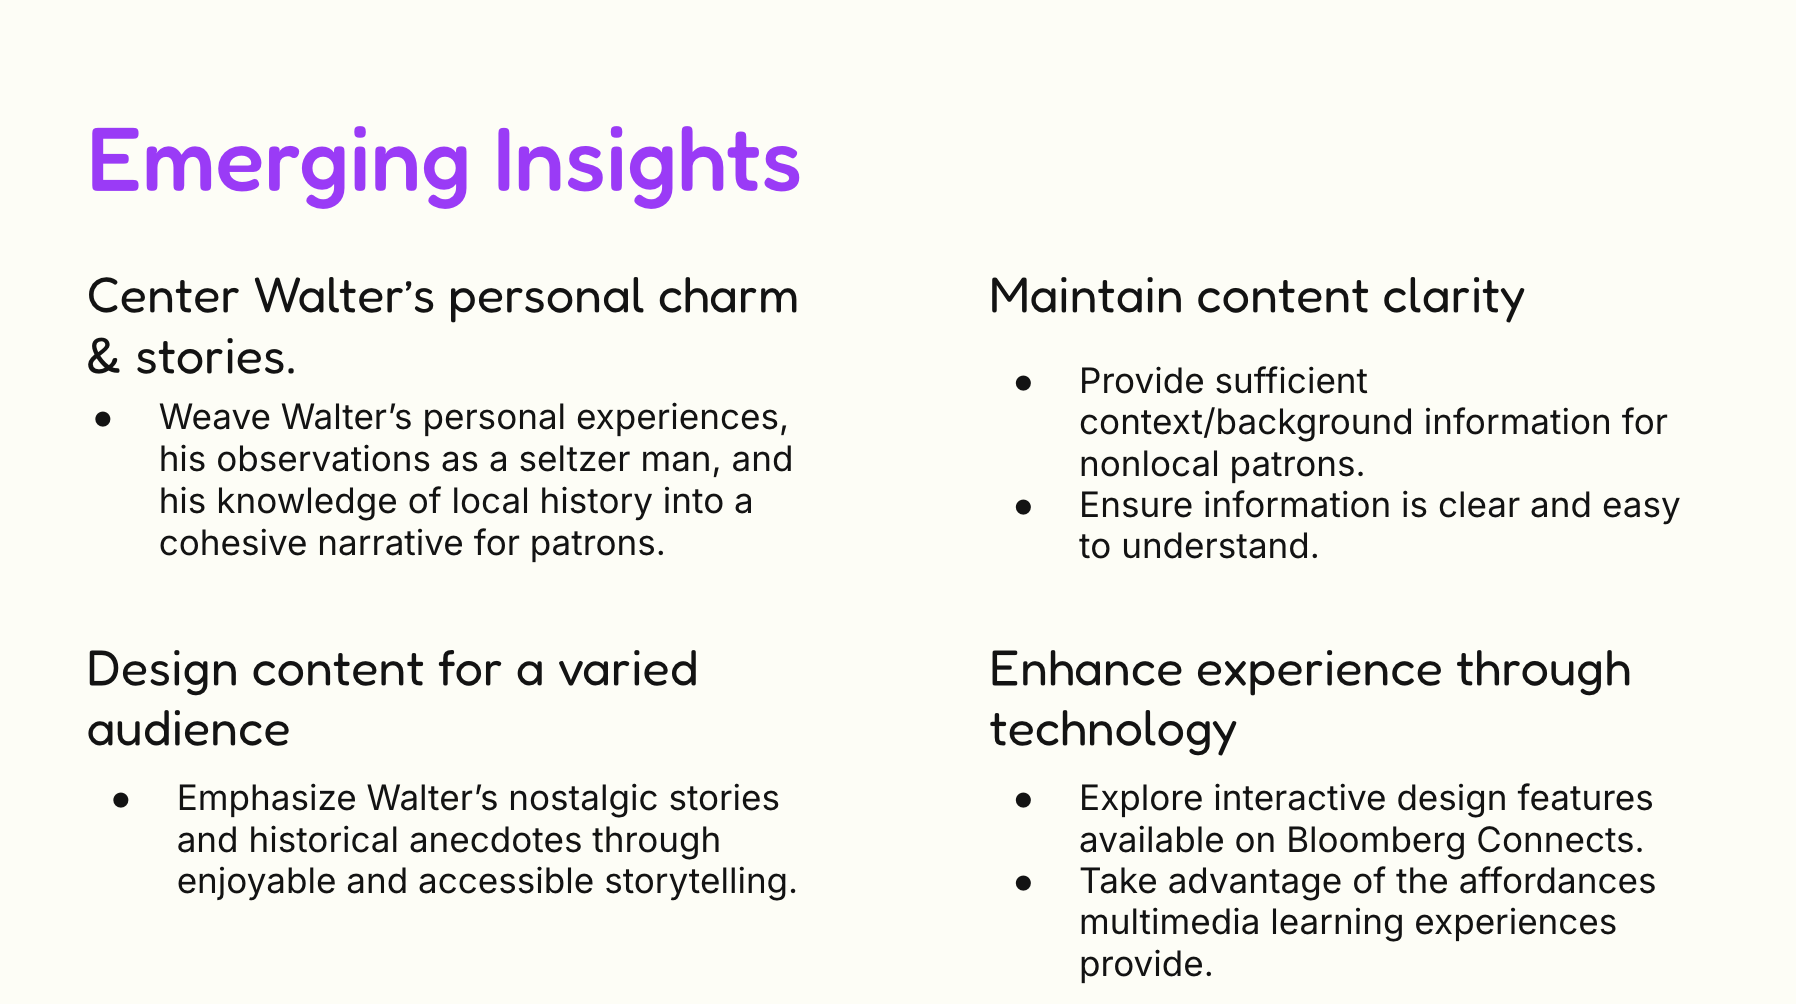 Emerging Insights
Center Walter’s personal charm
& stories.
● Weave Walter’s personal experiences,
his observations as a seltzer man, and
his knowledge of local history into a
cohesive narrative for patrons.
Maintain content clarity
● Provide sufficient
context/background information for
nonlocal patrons.
● Ensure information is clear and easy
to understand.
Design content for a varied
audience
● Emphasize Walter’s nostalgic stories
and historical anecdotes through
enjoyable and accessible storytelling.
Enhance experience through
technology
● Explore interactive design features
available on Bloomberg Connects.
● Take advantage of the affordances
multimedia learning experiences
provide.